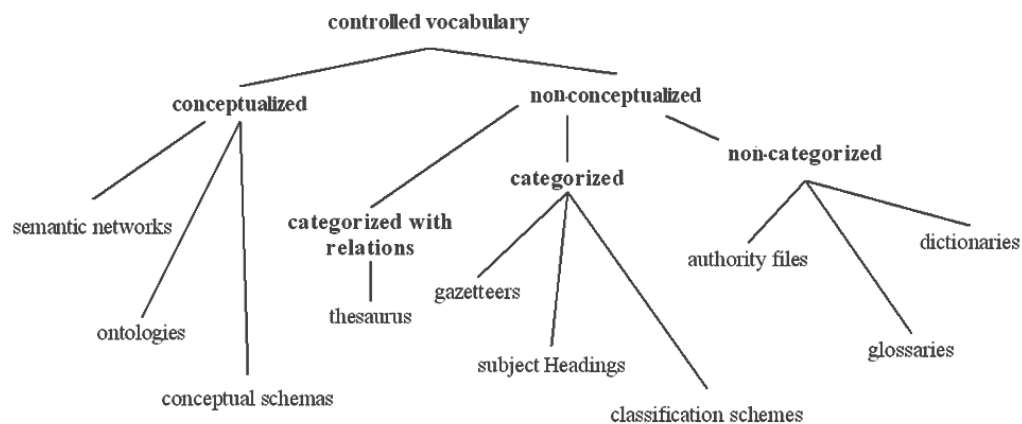 controlled vocabulary
conceptualized
non-conceptualized
non-categorized
categorized
semantic networks
categorized with
relations
authority files
dictionaries
gazetteers
thesaurus
ontologies
glossaries
subject Headings
conceptual schemas
classification schemes